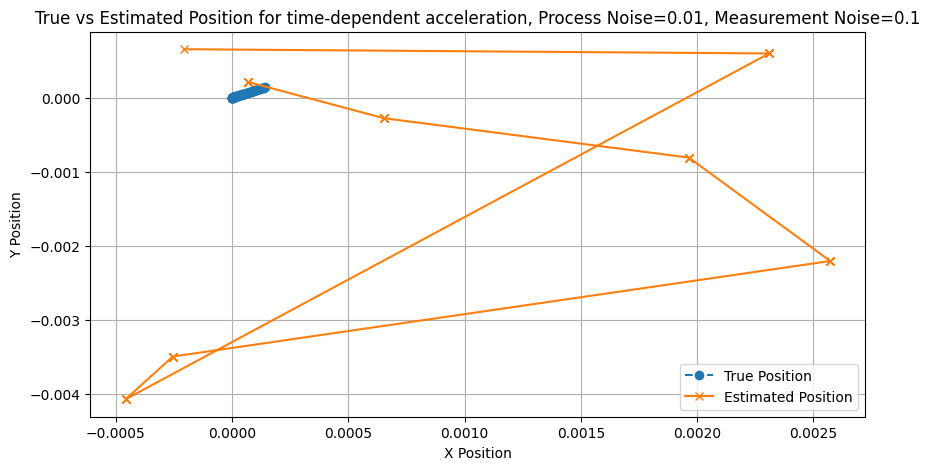 True vs Estimated Position for time-dependent acceleration, Process Noise=0.01, Measurement Noise=0.1
Y Position
0.000
−0.001
−0.002
−0.003
−0.004
True Position
Estimated Position
−0.0005
0.0000
0.0005
0.0010
0.0015
0.0020
0.0025
X Position